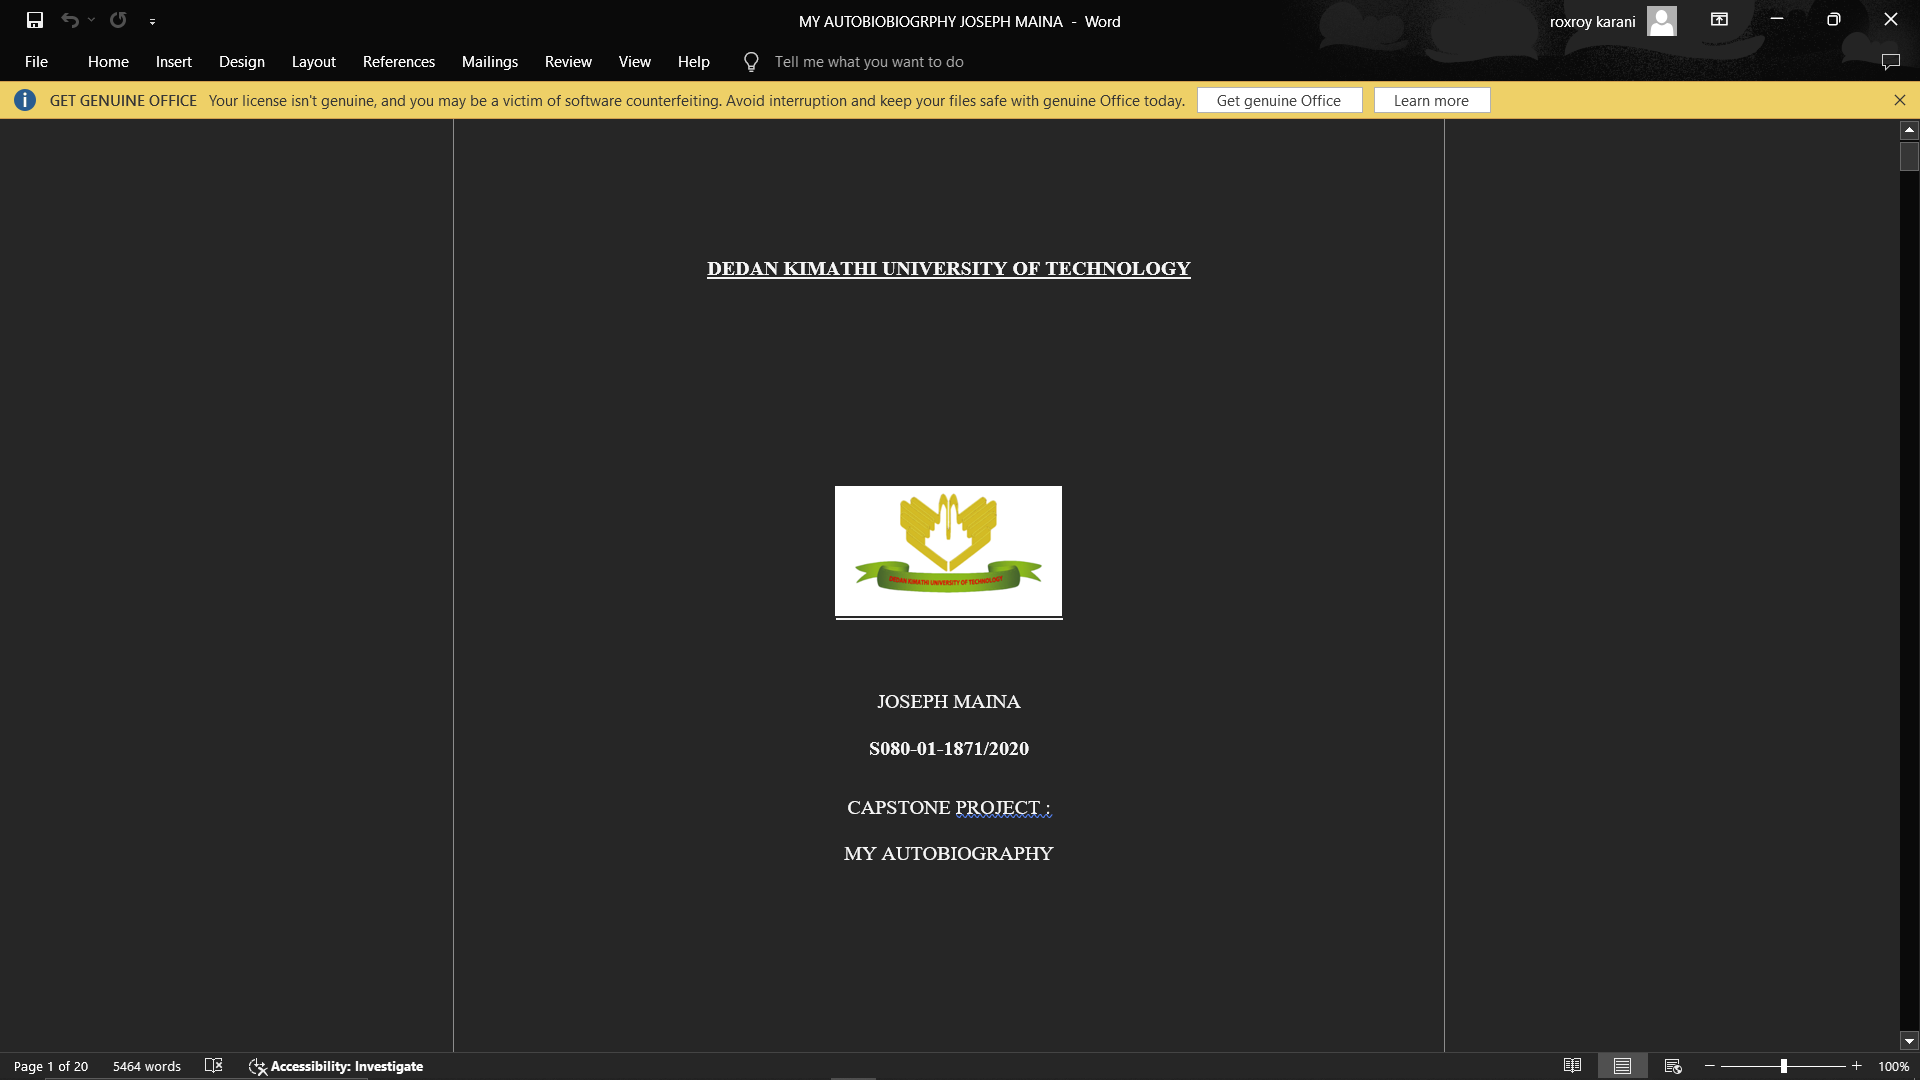 MY AUTOBIOBIOGRPHY JOSEPH MAINA - Word
roxroy karani
File Home Insert Design Layout References Mailings Review View Help Tell me what you want to do
GET GENUINE OFFICE Your license isn't genuine, and you may be a victim of software counterfeiting. Avoid interruption and keep your files safe with genuine Office today. Get genuine Office Learn more
DEDAN KIMATHI UNIVERSITY OF TECHNOLOGY
DEDAN KIMATHI UNIVERSITY OF TECHNOLOGY
JOSEPH MAINA
S080-01-1871/2020
CAPSTONE PROJECT :
MY AUTOBIOGRAPHY
Page 1 of 20 5464 words Accessibility: Investigate 100%